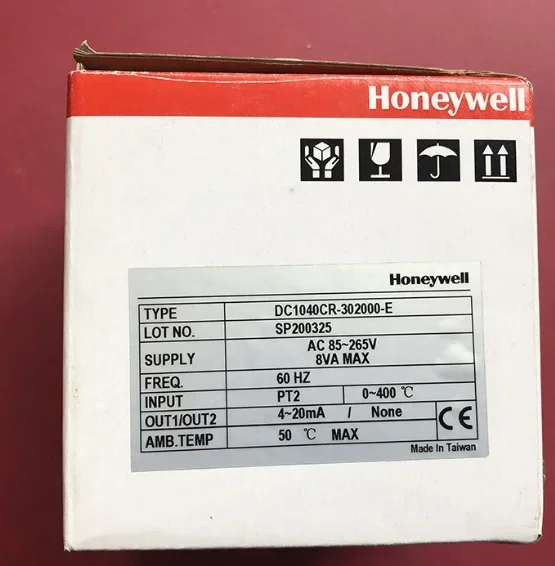 Honeywell
Honeywell
TYPE DC1040CR-302000-E
LOT NO. SP200325
SUPPLY AC 85~265V
8VA MAX
FREQ. 60 HZ
INPUT PT2 0~400 ℃
OUT1/OUT2 4~20mA / None
AMB.TEMP 50 ℃ MAX
CE
Made In Taiwan